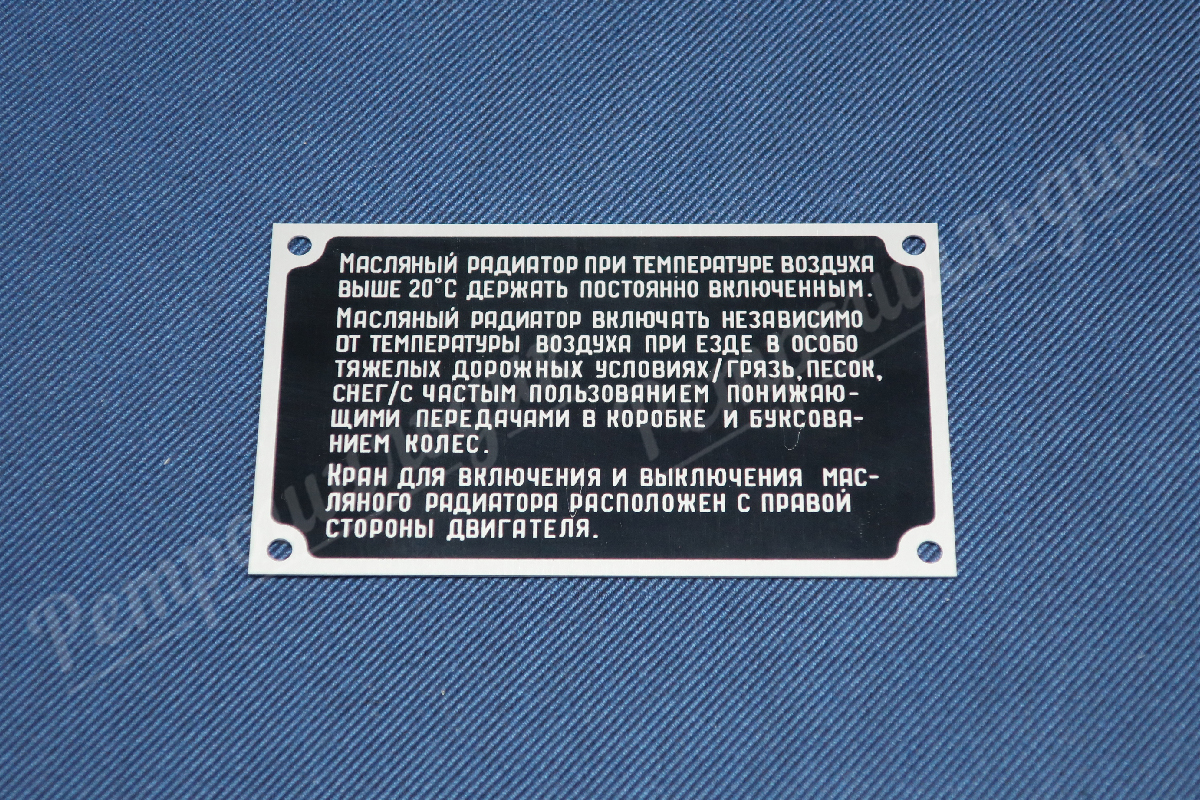 Масляный радиатор при температуре воздуха
выше 20°С держать постоянно включенным.
Масляный радиатор включать независимо
от температуры воздуха при езде в особо
тяжелых дорожных условиях/грязь,песок,
снег/с частым пользованием понижаю-
щими передачами в коробке и буксова-
нием колес.
Кран для включения и выключения мас-
ляного радиатора расположен с правой
стороны двигателя.